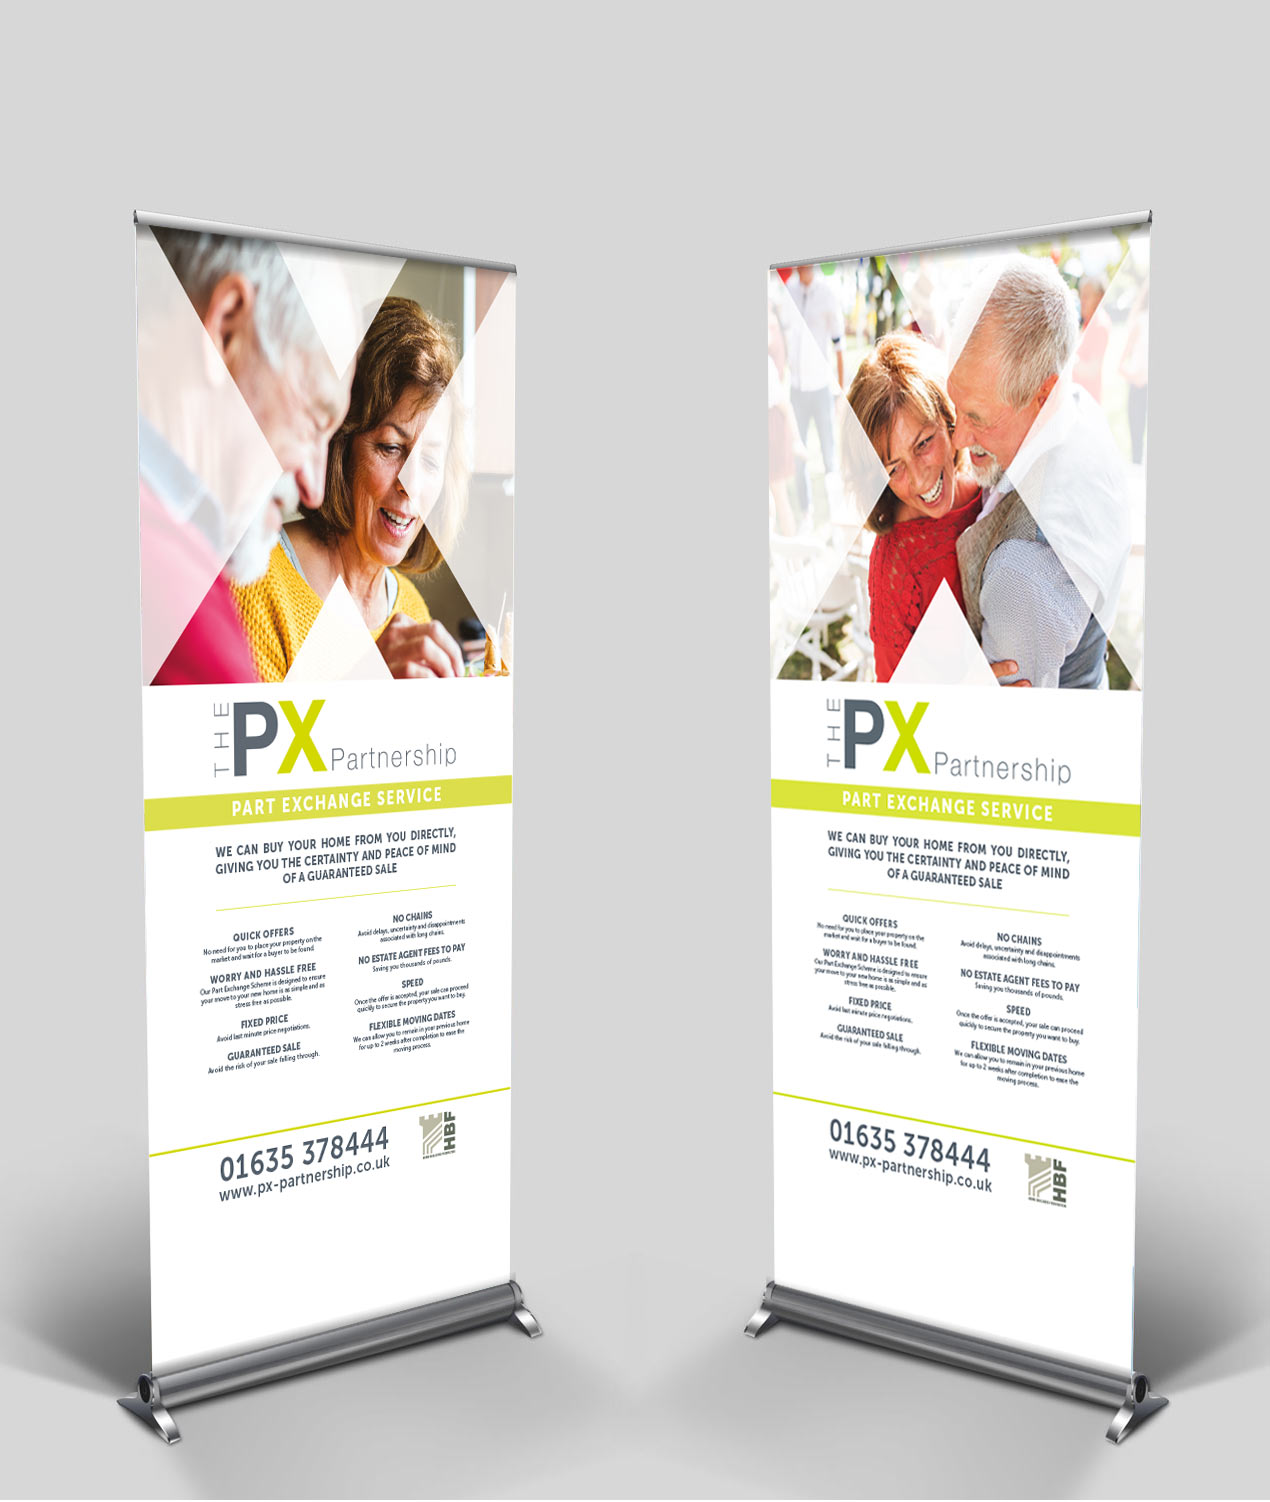 THE PX Partnership
PART EXCHANGE SERVICE
WE CAN BUY YOUR HOME FROM YOU DIRECTLY,
GIVING YOU THE CERTAINTY AND PEACE OF MIND
OF A GUARANTEED SALE
QUICK OFFERS
No need for you to place your property on the
market and wait for a buyer to be found.
WORRY AND HASSLE FREE
Our Part Exchange Scheme is designed to ensure
your move to your new home is as simple and as
stress free as possible.
FIXED PRICE
Avoid last minute price negotiations.
GUARANTEED SALE
Avoid the risk of your sale falling through.
NO CHAINS
Avoid delays, uncertainty and disappointments
associated with long chains.
NO ESTATE AGENT FEES TO PAY
Saving you thousands of pounds.
SPEED
Once the offer is accepted, your sale can proceed
quickly to secure the property you want to buy.
FLEXIBLE MOVING DATES
We can allow you to remain in your previous home
for up to 2 weeks after completion to ease the
moving process.
01635 378444
www.px-partnership.co.uk
HBF
THE PX Partnership
PART EXCHANGE SERVICE
WE CAN BUY YOUR HOME FROM YOU DIRECTLY,
GIVING YOU THE CERTAINTY AND PEACE OF MIND
OF A GUARANTEED SALE
QUICK OFFERS
No need for you to place your property on the
market and wait for a buyer to be found.
WORRY AND HASSLE FREE
Our Part Exchange Scheme is designed to ensure
your move to your new home is as simple and as
stress free as possible.
FIXED PRICE
Avoid last minute price negotiations.
GUARANTEED SALE
Avoid the risk of your sale falling through.
NO CHAINS
Avoid delays, uncertainty and disappointments
associated with long chains.
NO ESTATE AGENT FEES TO PAY
Saving you thousands of pounds.
SPEED
Once the offer is accepted, your sale can proceed
quickly to secure the property you want to buy.
FLEXIBLE MOVING DATES
We can allow you to remain in your previous home
for up to 2 weeks after completion to ease the
moving process.
01635 378444
www.px-partnership.co.uk
HBF